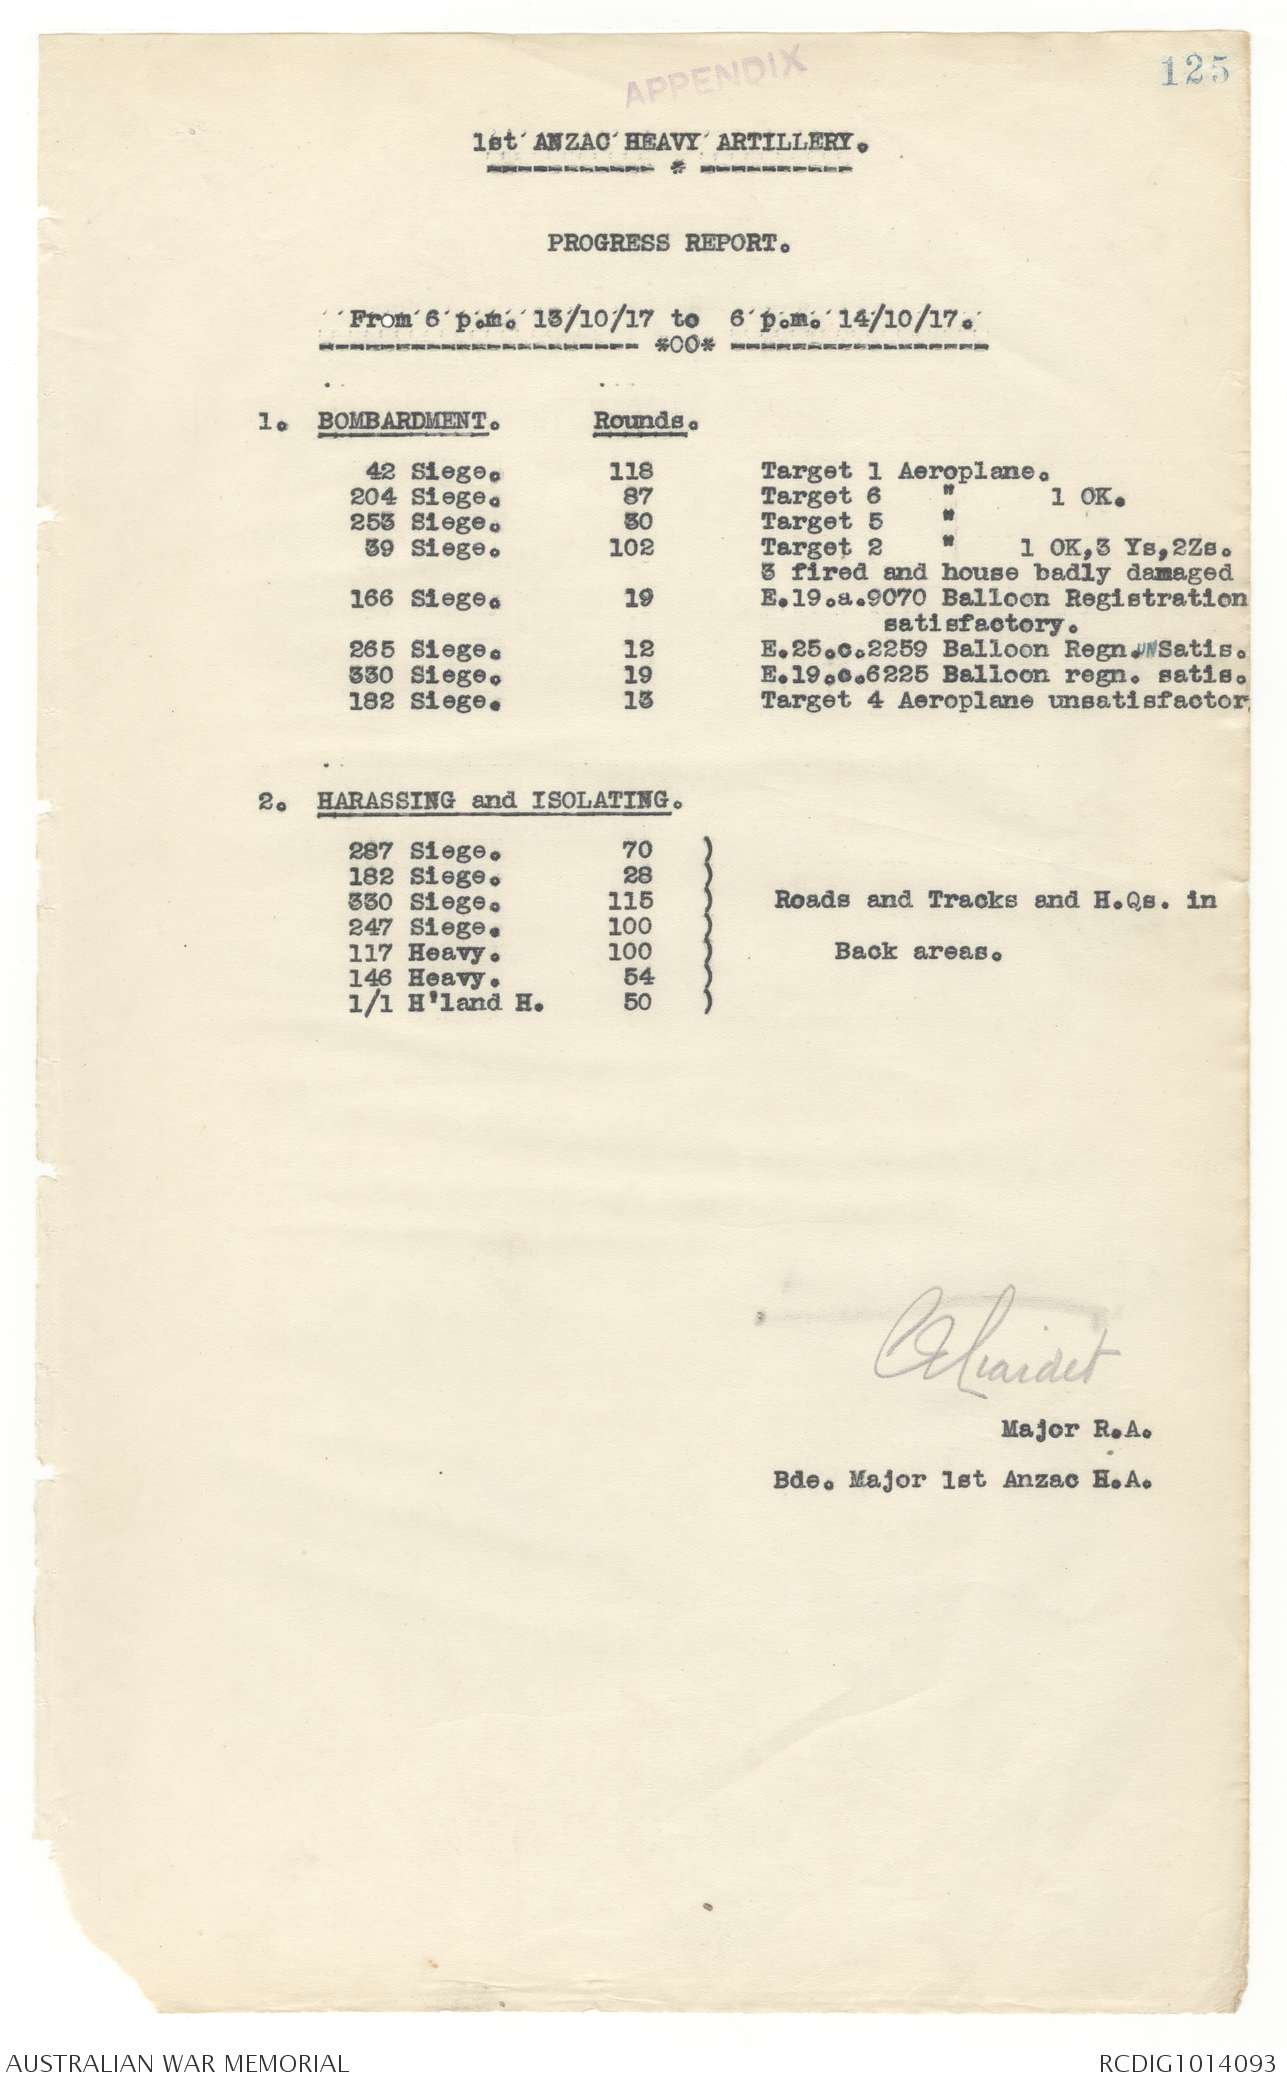 125
APPENDIX
1st ANZAC HEAVY ARTILLERY.
----------- * ----------
PROGRESS REPORT.
From 6 p.m. 13/10/17 to 6 p.m. 14/10/17.
--------------------- *OO* -----------------
1. BOMBARDMENT. Rounds.
42 Siege. 118 Target 1 Aeroplane.
204 Siege. 87 Target 6 " 1 OK.
253 Siege. 30 Target 5 "
39 Siege. 102 Target 2 " 1 OK,3 Ys,2Zs.
3 fired and house badly damaged
166 Siege. 19 E.19.a.9070 Balloon Registration
satisfactory.
265 Siege. 12 E.25.c.2259 Balloon Regn. UNSatis.
330 Siege. 19 E.19.c.6225 Balloon regn. satis.
182 Siege. 13 Target 4 Aeroplane unsatisfactor
2. HARASSING and ISOLATING.
287 Siege. 70
182 Siege. 28
330 Siege. 115 Roads and Tracks and H.Qs. in
247 Siege. 100
117 Heavy. 100 Back areas.
146 Heavy. 54
1/1 H'land H. 50
Major R.A.
Bde. Major 1st Anzac H.A.
AUSTRALIAN WAR MEMORIAL RCDIG1014093